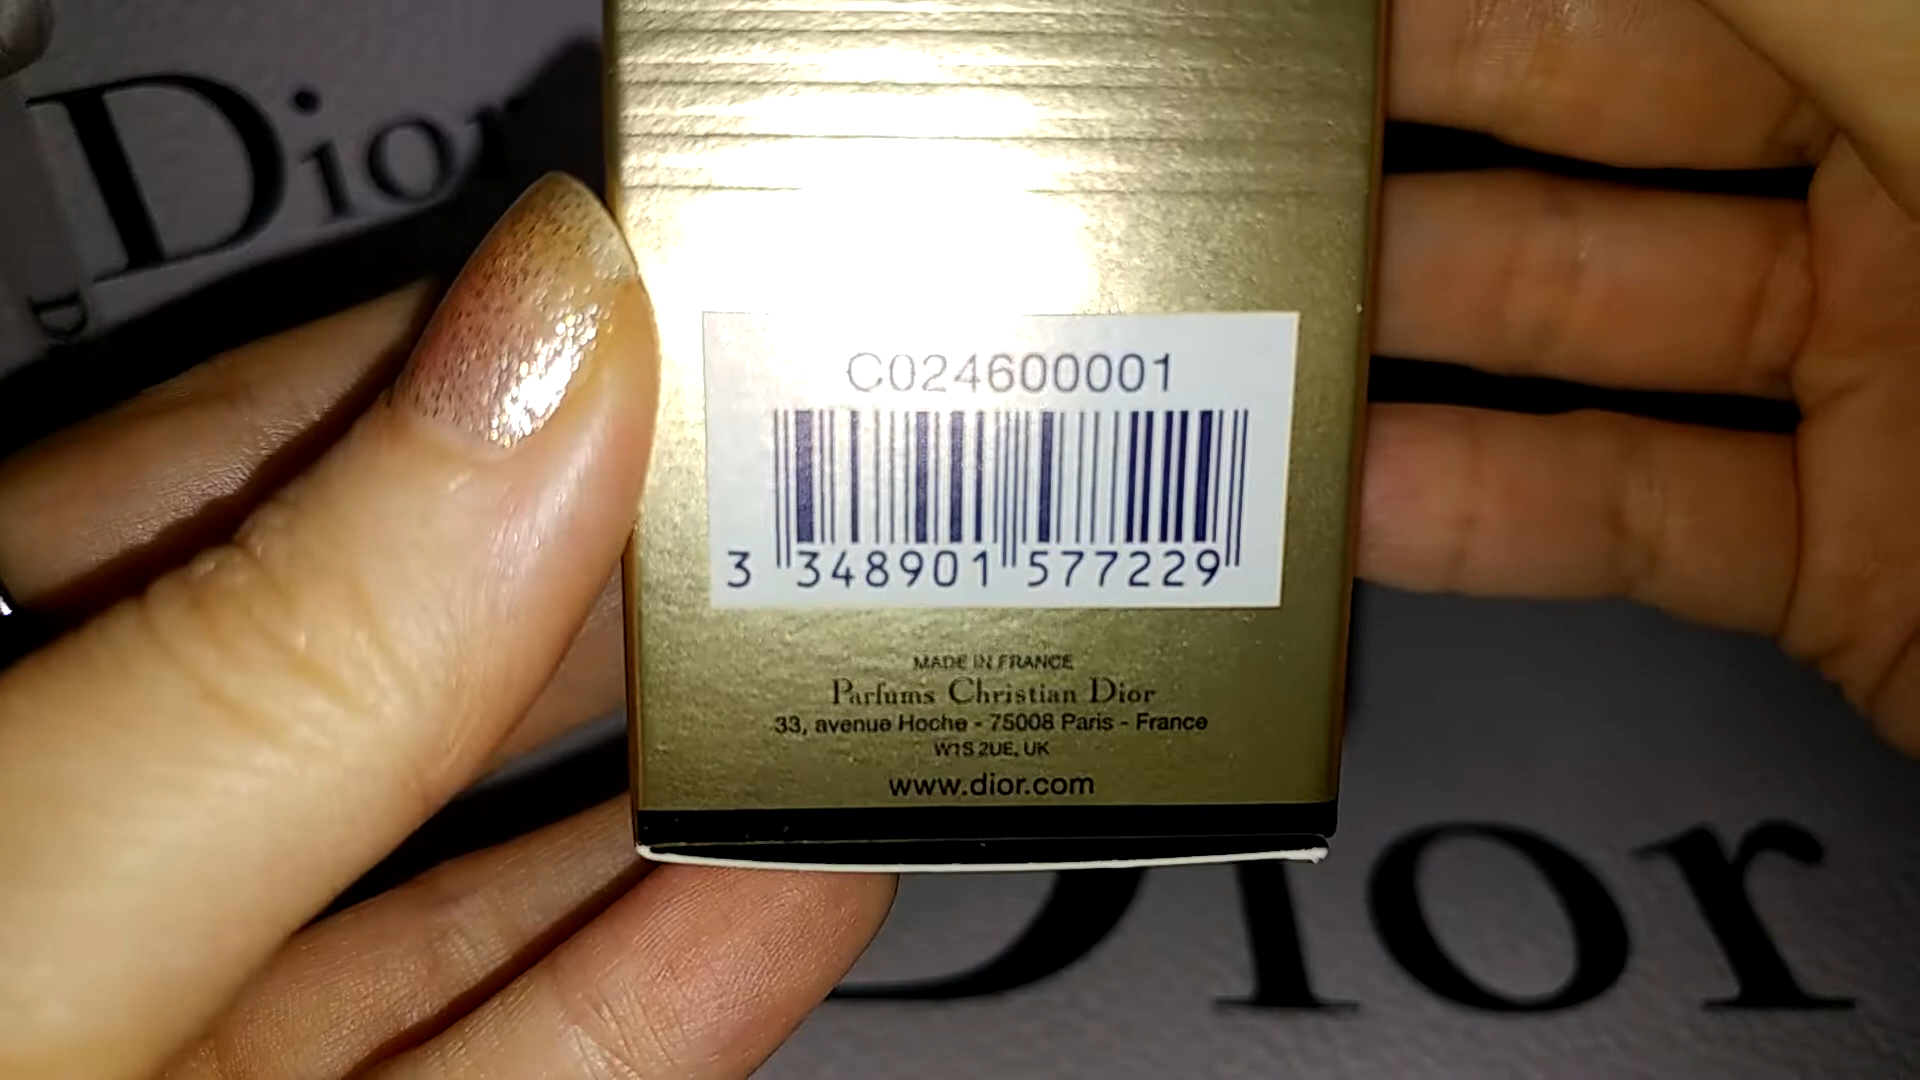 Dior
D
C024600001
3 348901 577229
MADE IN FRANCE
Parfums Christian Dior
33, avenue Hoche - 75008 Paris - France
W1S 2UE, UK
www.dior.com
Dior